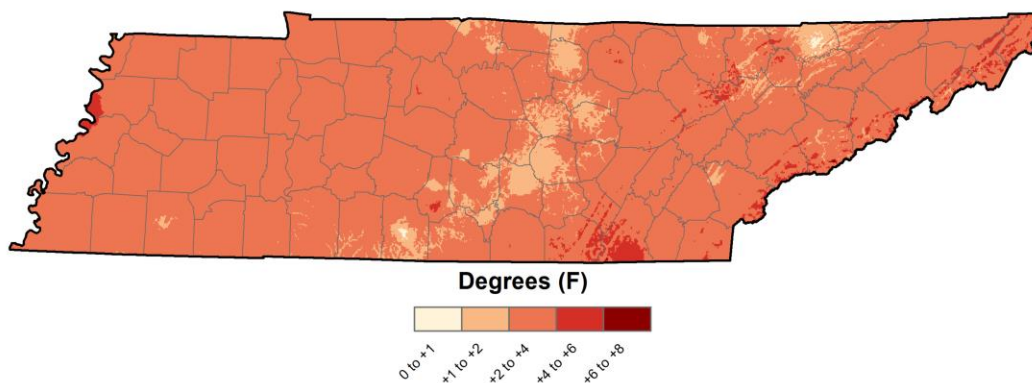 Degrees (F)
0 to +1
+1 to +2
+2 to +4
+4 to +6
+6 to +8